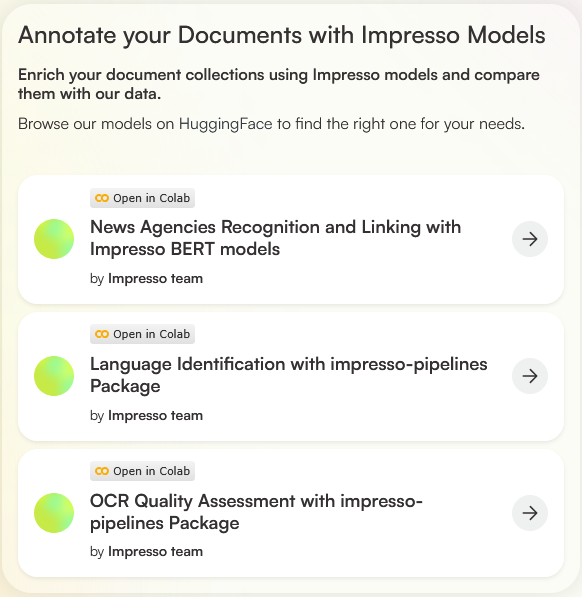 Annotate your Documents with Impresso Models
Enrich your document collections using Impresso models and compare
them with our data.
Browse our models on HuggingFace to find the right one for your needs.
Open in Colab
News Agencies Recognition and Linking with
Impresso BERT models
by Impresso team
Open in Colab
Language Identification with impresso-pipelines
Package
by Impresso team
Open in Colab
OCR Quality Assessment with impresso-
pipelines Package
by Impresso team